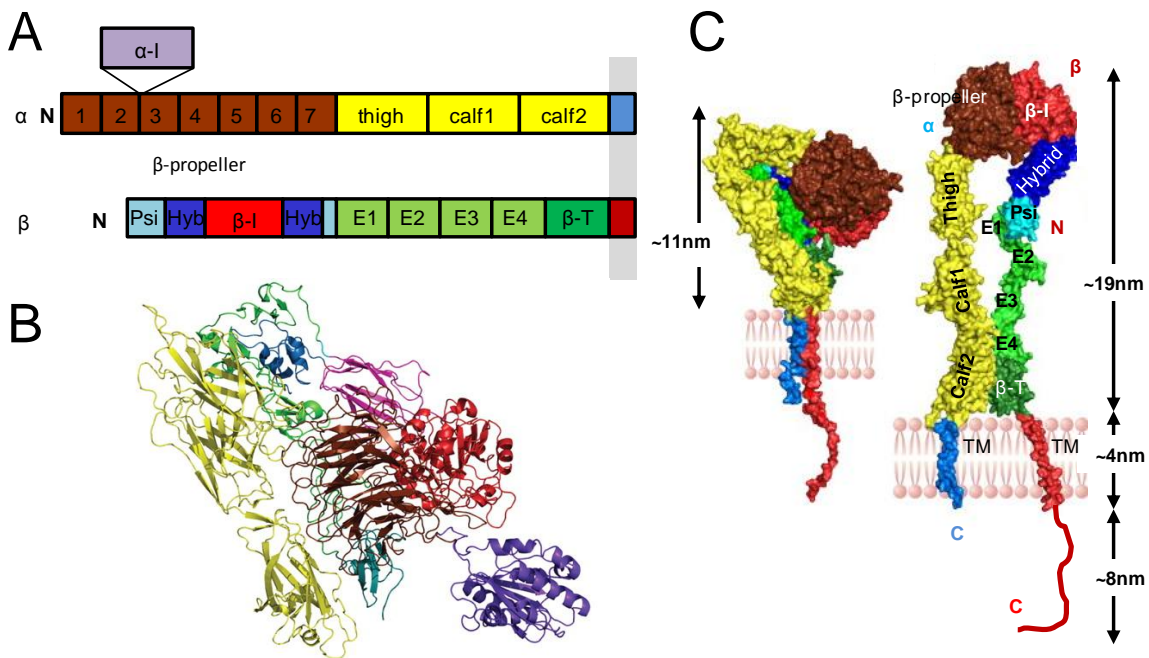 A
α-I
α N 1 2 3 4 5 6 7 thigh calf1 calf2
β-propeller
β N Psi Hyb β-I Hyb E1 E2 E3 E4 β-T
B
C
~11nm
β
β-propeller
β-I
α
Hybrid
Thigh
Psi
E1
N
E2
Calf1
E3
E4
Calf2
β-T
TM
TM
C
C
~19nm
~4nm
~8nm